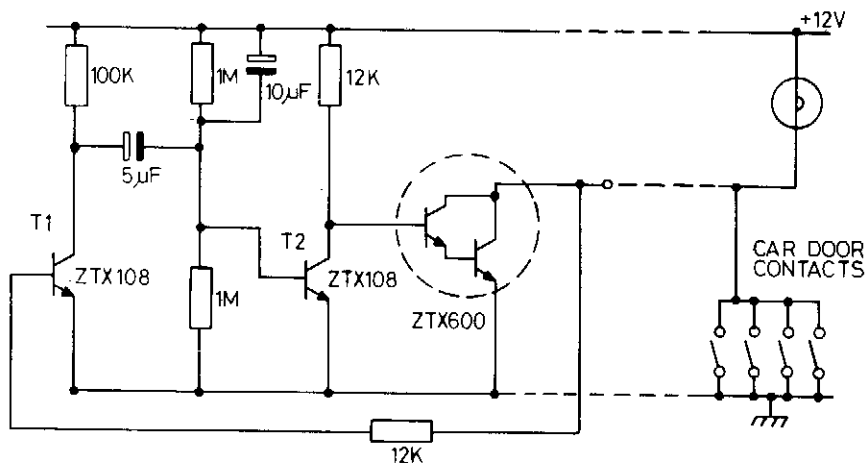 +12V
100K
1M
10µF
12K
5µF
T1
ZTX108
1M
T2
ZTX108
ZTX600
CAR DOOR
CONTACTS
12K